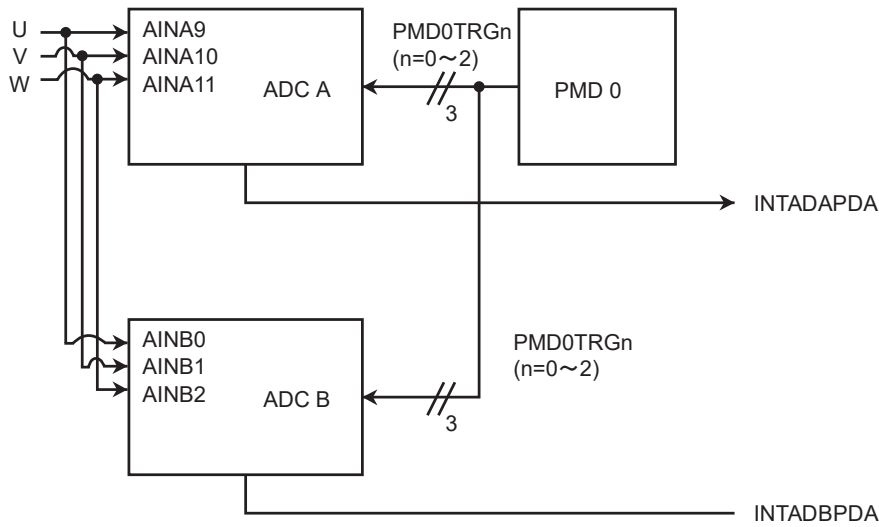 U
V
W
AINA9
AINA10
AINA11
ADC A
PMD0TRGn
(n=0～2)
3
PMD 0
INTADAPDA
AINB0
AINB1
AINB2
ADC B
PMD0TRGn
(n=0～2)
3
INTADBPDA